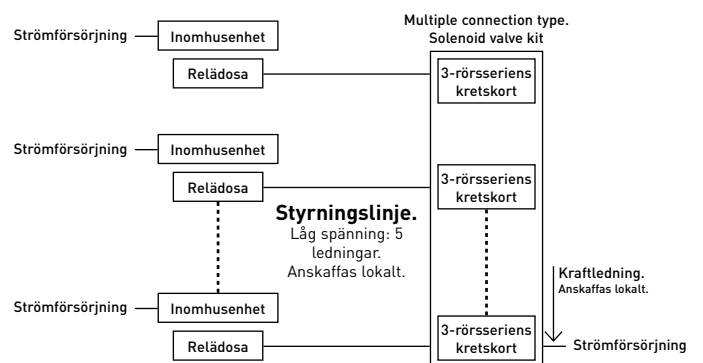 Multiple connection type.
Solenoid valve kit
Strömförsörjning
Inomhusenhet
Relädosa
3-rörsseriens
kretskort
Strömförsörjning
Inomhusenhet
Relädosa
3-rörsseriens
kretskort
Styrningslinje.
Låg spänning: 5
ledningar.
Anskaffas lokalt.
Kraftledning.
Anskaffas lokalt.
Strömförsörjning
Inomhusenhet
Relädosa
3-rörsseriens
kretskort
Strömförsörjning